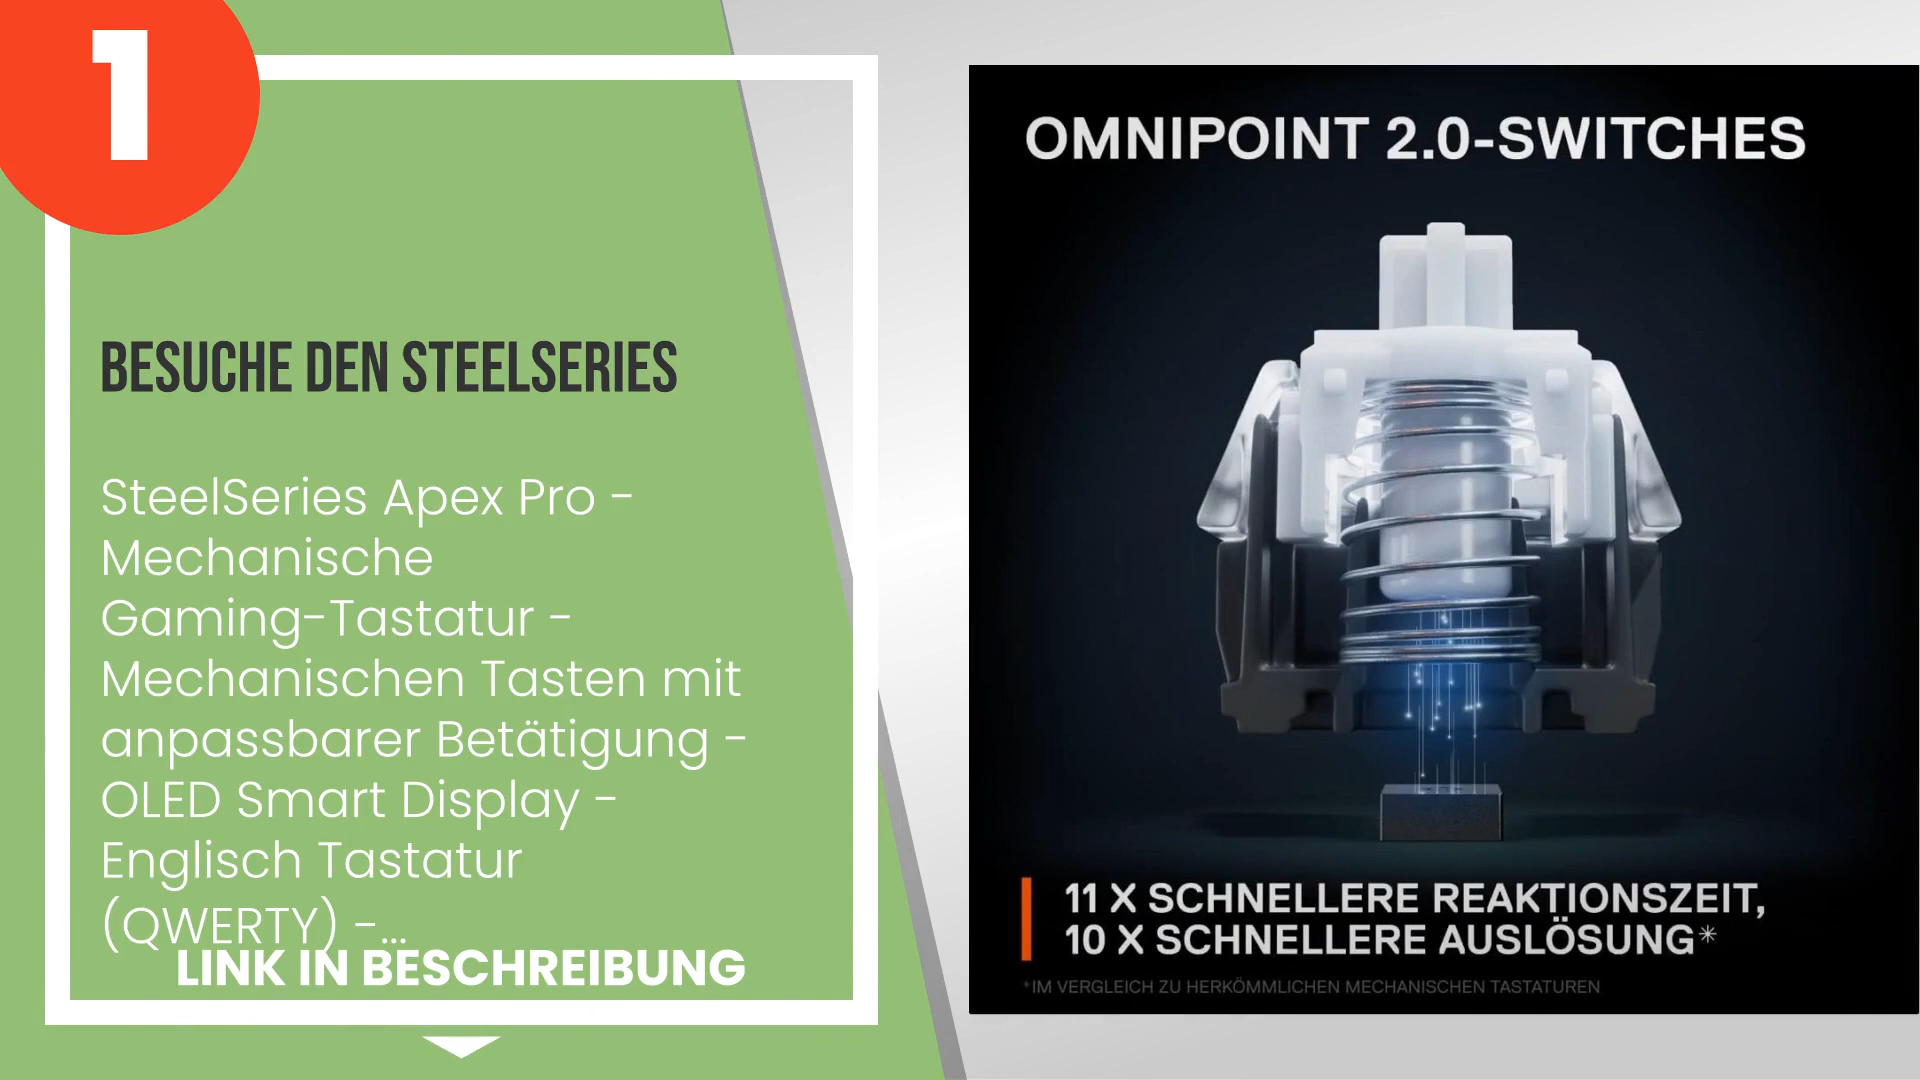 1
BESUCHE DEN STEELSERIES
SteelSeries Apex Pro -
Mechanische
Gaming-Tastatur -
Mechanischen Tasten mit
anpassbarer Betätigung -
OLED Smart Display -
Englisch Tastatur
(QWERTY) -...
LINK IN BESCHREIBUNG
OMNIPOINT 2.0-SWITCHES
11 X SCHNELLERE REAKTIONSZEIT,
10 X SCHNELLERE AUSLÖSUNG*
*IM VERGLEICH ZU HERKÖMMLICHEN MECHANISCHEN TASTATUREN